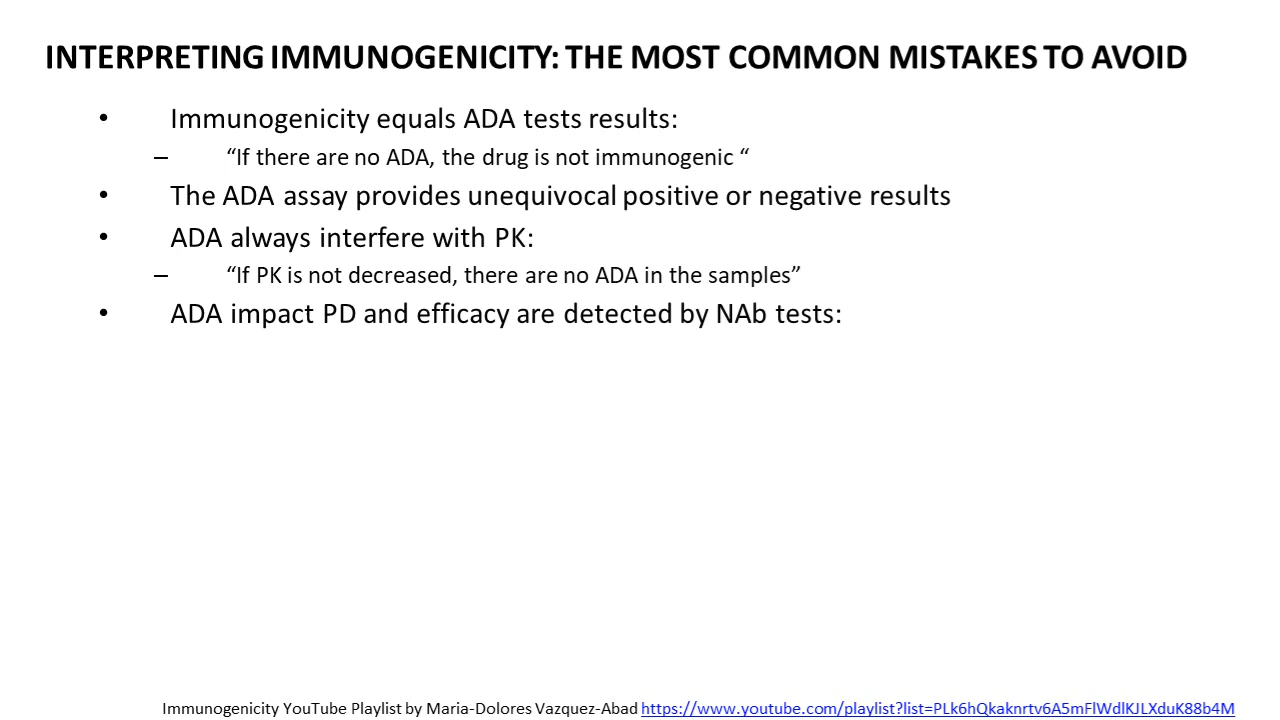 INTERPRETING IMMUNOGENICITY: THE MOST COMMON MISTAKES TO AVOID
• Immunogenicity equals ADA tests results:
– “If there are no ADA, the drug is not immunogenic “
• The ADA assay provides unequivocal positive or negative results
• ADA always interfere with PK:
– “If PK is not decreased, there are no ADA in the samples”
• ADA impact PD and efficacy are detected by NAb tests:
Immunogenicity YouTube Playlist by Maria-Dolores Vazquez-Abad https://www.youtube.com/playlist?list=PLk6hQkaknrtv6A5mFlWdlKJLXduK88b4M